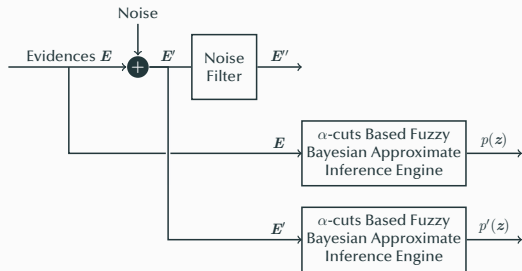 Noise
Evidences E
+
E′
Noise
Filter
E′′
E
α-cuts Based Fuzzy
Bayesian Approximate
Inference Engine
p(z)
E′
α-cuts Based Fuzzy
Bayesian Approximate
Inference Engine
p′(z)